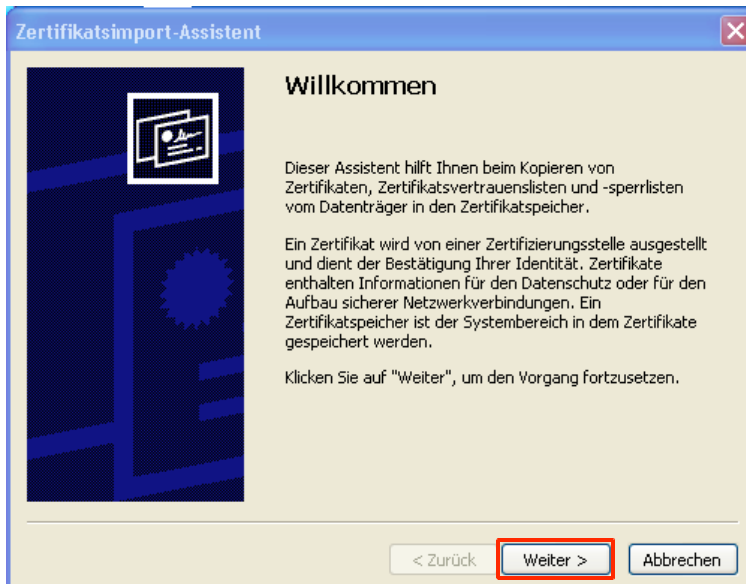 Zertifikatsimport-Assistent
Willkommen
Dieser Assistent hilft Ihnen beim Kopieren von
Zertifikaten, Zertifikatsvertrauenslisten und -sperrlisten
vom Datenträger in den Zertifikatspeicher.
Ein Zertifikat wird von einer Zertifizierungsstelle ausgestellt
und dient der Bestätigung Ihrer Identität. Zertifikate
enthalten Informationen für den Datenschutz oder für den
Aufbau sicherer Netzwerkverbindungen. Ein
Zertifikatspeicher ist der Systembereich in dem Zertifikate
gespeichert werden.
Klicken Sie auf "Weiter", um den Vorgang fortzusetzen.
< Zurück Weiter > Abbrechen